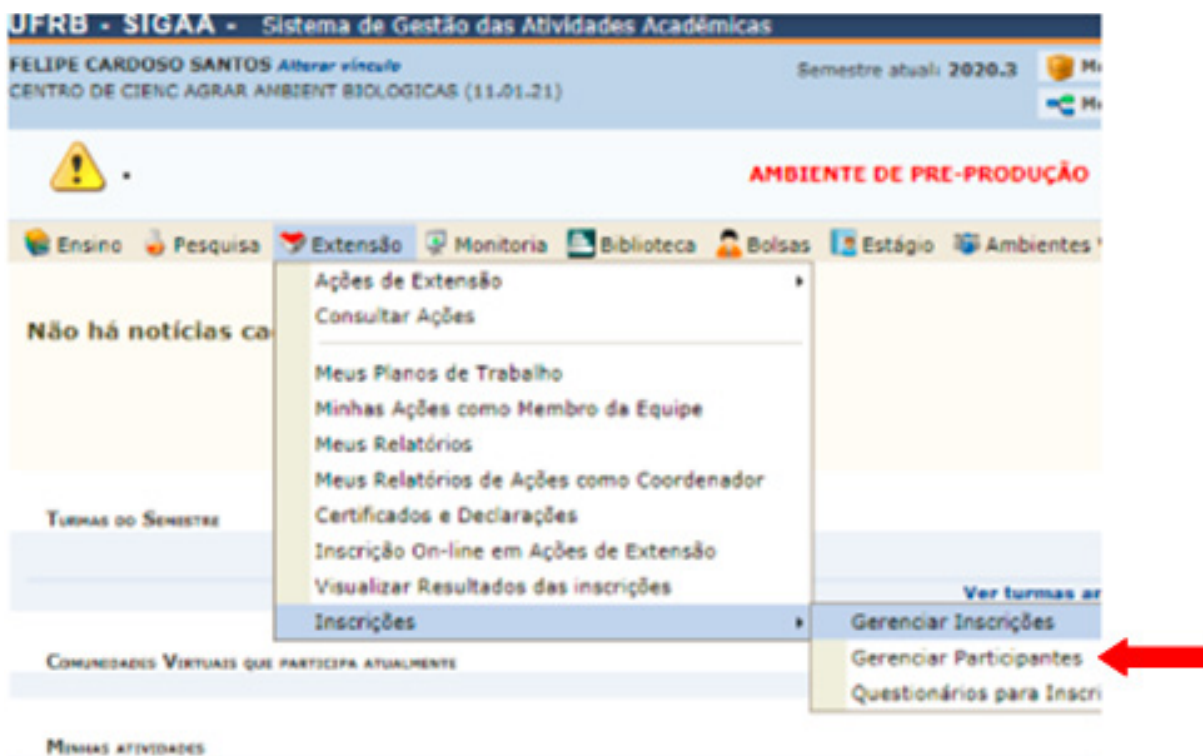 UFRB - SIGAA - Sistema de Gestão das Atividades Acadêmicas
FELIPE CARDOSO SANTOS Alterar vínculo
Semestre atual: 2020.3
CENTRO DE CIENC AGRAR AMBIENT BIOLOGICAS (11.01.21)
AMBIENTE DE PRE-PRODUÇÃO
Ensino Pesquisa Extensão Monitoria Biblioteca Bolsas Estágio Ambientes
Ações de Extensão
Consultar Ações
Não há notícias ca
Meus Planos de Trabalho
Minhas Ações como Membro da Equipe
Meus Relatórios
Meus Relatórios de Ações como Coordenador
Turmas do Semestre
Certificados e Declarações
Inscrição On-line em Ações de Extensão
Visualizar Resultados das inscrições
Ver turmas an
Inscrições
Gerenciar Inscrições
Comunidades Virtuais que participa atualmente
Gerenciar Participantes
Questionários para Inscri
Minhas atividades